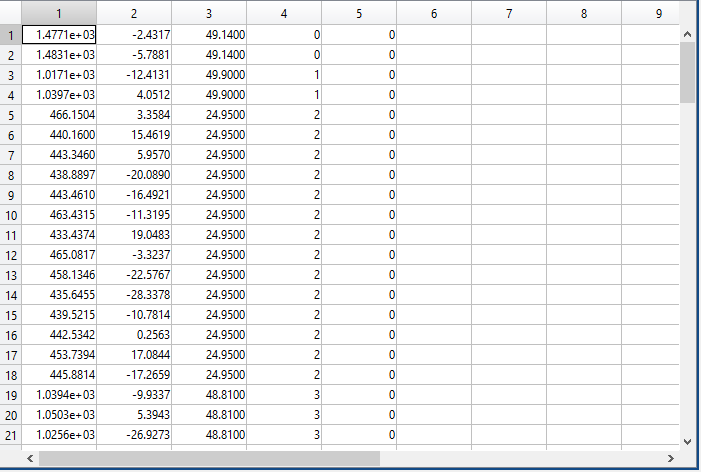 1 2 3 4 5 6 7 8 9
1 1.4771e+03 -2.4317 49.1400 0 0
2 1.4831e+03 -5.7881 49.1400 0 0
3 1.0171e+03 -12.4131 49.9000 1 0
4 1.0397e+03 4.0512 49.9000 1 0
5 466.1504 3.3584 24.9500 2 0
6 440.1600 15.4619 24.9500 2 0
7 443.3460 5.9570 24.9500 2 0
8 438.8897 -20.0890 24.9500 2 0
9 443.4610 -16.4921 24.9500 2 0
10 463.4315 -11.3195 24.9500 2 0
11 433.4374 19.0483 24.9500 2 0
12 465.0817 -3.3237 24.9500 2 0
13 458.1346 -22.5767 24.9500 2 0
14 435.6455 -28.3378 24.9500 2 0
15 439.5215 -10.7814 24.9500 2 0
16 442.5342 0.2563 24.9500 2 0
17 453.7394 17.0844 24.9500 2 0
18 445.8814 -17.2659 24.9500 2 0
19 1.0394e+03 -9.9337 48.8100 3 0
20 1.0503e+03 5.3943 48.8100 3 0
21 1.0256e+03 -26.9273 48.8100 3 0